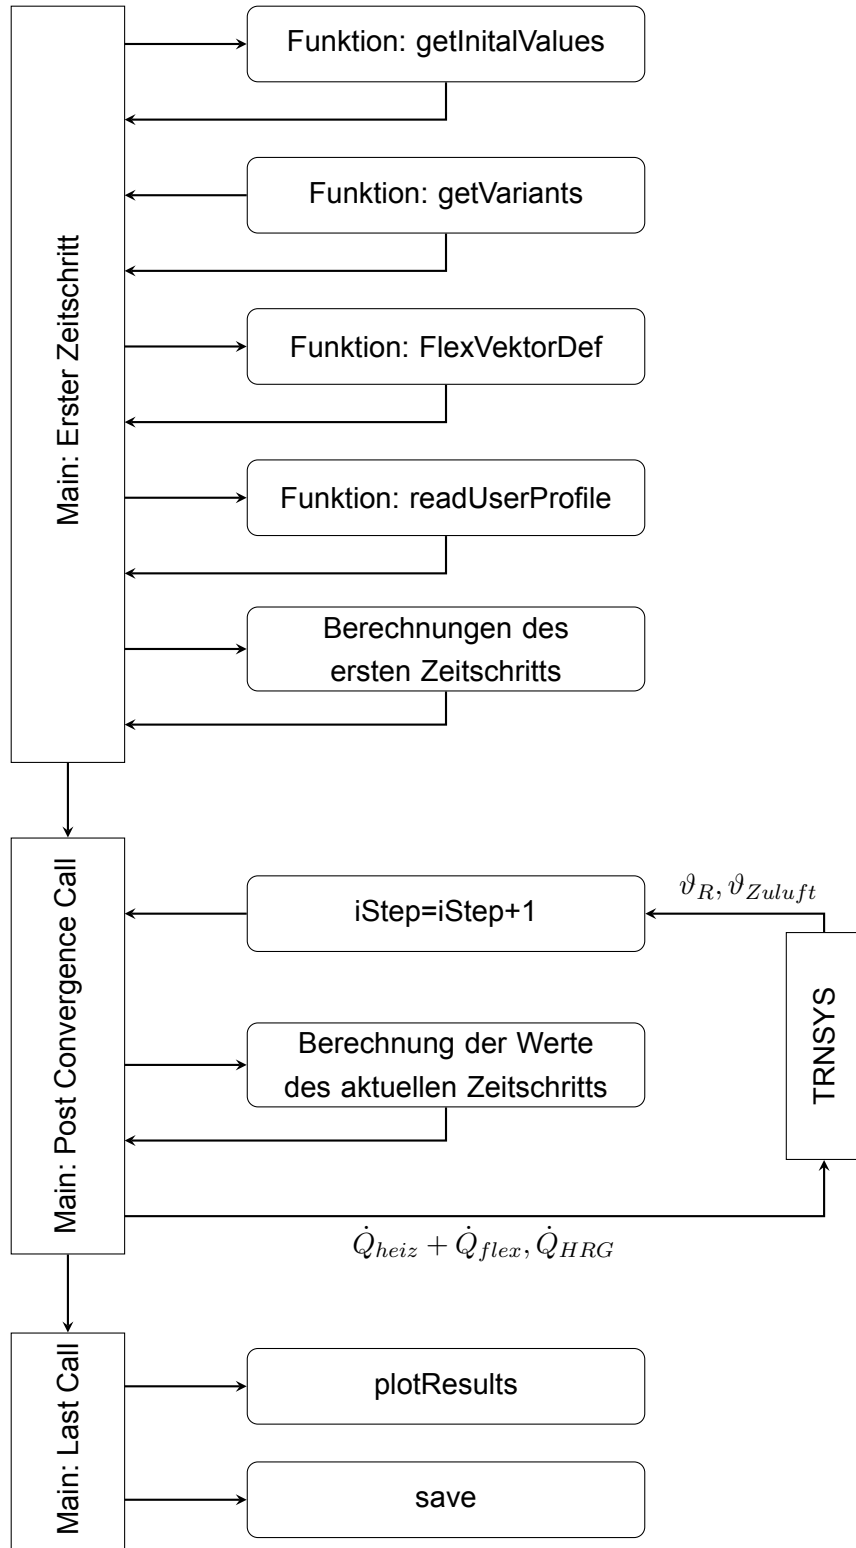 Main: Erster Zeitschritt
Funktion: getInitalValues
Funktion: getVariants
Funktion: FlexVektorDef
Funktion: readUserProfile
Berechnungen des
ersten Zeitschritts
Main: Post Convergence Call
iStep=iStep+1
ϑ_R, ϑ_Zuluft
TRNSYS
Berechnung der Werte
des aktuellen Zeitschritts
Q̇_heiz + Q̇_flex, Q̇_HRG
Main: Last Call
plotResults
save